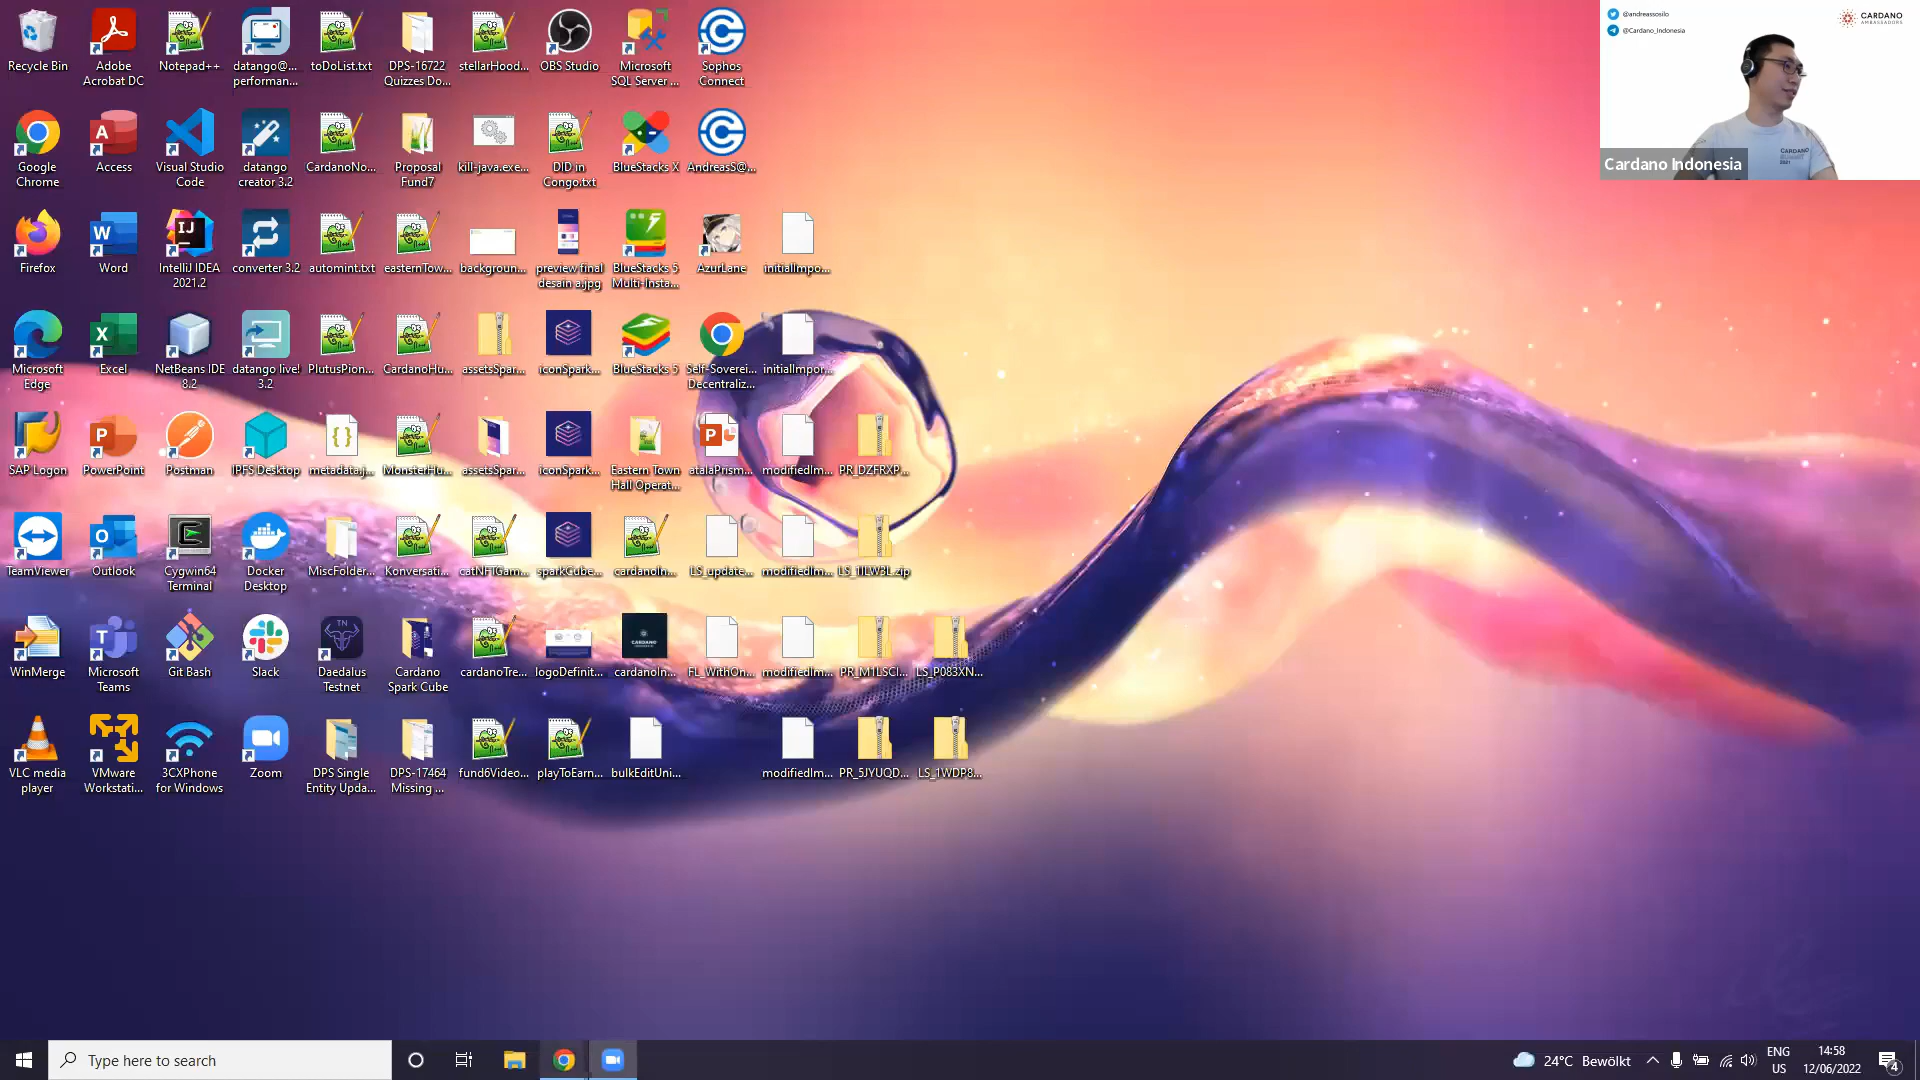 Recycle Bin
Adobe
Acrobat DC
Notepad++
datango@...
performan...
toDoList.txt
DPS-16722
Quizzes Do...
stellarHood...
OBS Studio
Microsoft
SQL Server ...
Sophos
Connect
Google
Chrome
Access
Visual Studio
Code
datango
creator 3.2
CardanoNo...
Proposal
Fund7
kill-java.exe...
DID in
Congo.txt
BlueStacks X
AndreasS@...
Firefox
Word
IntelliJ IDEA
2021.2
converter 3.2
automint.txt
easternTow...
backgroun...
preview final
desain a.jpg
BlueStacks 5
Multi-Insta...
AzurLane
initialImpo...
Microsoft
Edge
Excel
NetBeans IDE
8.2
datango live!
3.2
PlutusPion...
CardanoHu...
assetsSpar...
iconSpark...
BlueStacks 5
Self-Soverei...
Decentraliz...
initialImpor...
SAP Logon
PowerPoint
Postman
IPFS Desktop
metadata.j...
MonsterHu...
assetsSpar...
iconSpark...
Eastern Town
Hall Operat...
atalaPrism...
modifiedIm...
PR_DZFRXP...
TeamViewer
Outlook
Cygwin64
Terminal
Docker
Desktop
MiscFolder...
Konversati...
catNFTGam...
sparkCube...
cardanoIn...
LS_update...
modifiedIm...
LS_1ILW3L.zip
WinMerge
Microsoft
Teams
Git Bash
Slack
Daedalus
Testnet
Cardano
Spark Cube
cardanoTre...
logoDefinit...
cardanoIn...
FL_WithOn...
modifiedIm...
PR_M1LSCI...
LS_P083XN...
VLC media
player
VMware
Workstati...
3CXPhone
for Windows
Zoom
DPS Single
Entity Upda...
DPS-17464
Missing ...
fund6Video...
playToEarn...
bulkEditUni...
modifiedIm...
PR_5JYUQD...
LS_1WDP8...
@andreassosilo
@Cardano_Indonesia
CARDANO
AMBASSADORS
CARDANO
2021
Cardano Indonesia
Type here to search
24°C Bewölkt
ENG
US
14:58
12/06/2022
4